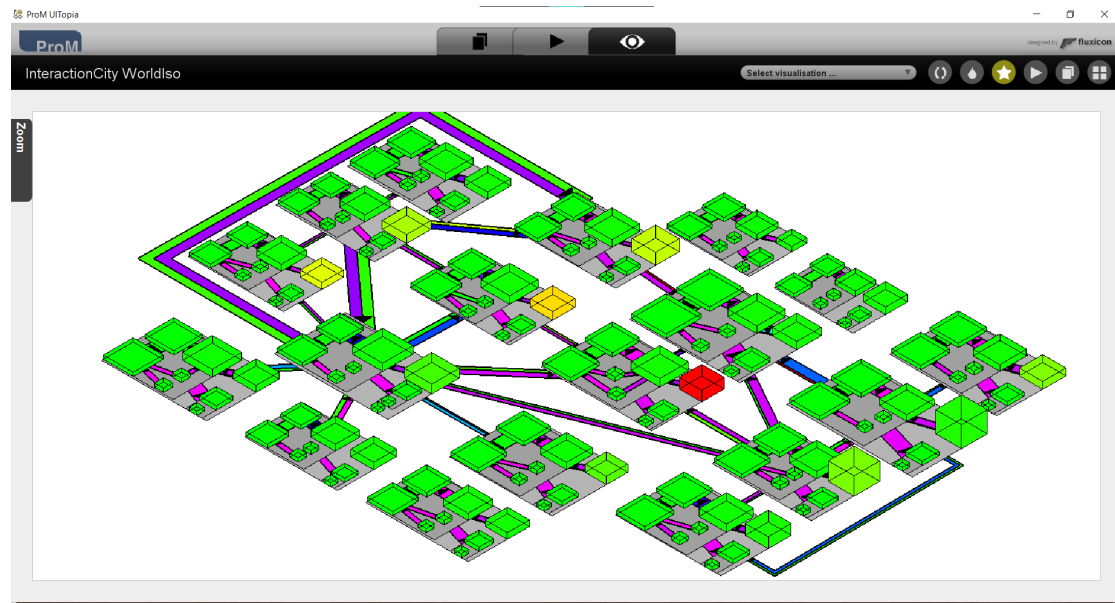 ProM UITopia
ProM
designed by fluxicon
InteractionCity WorldIso
Select visualisation ...
Zoom